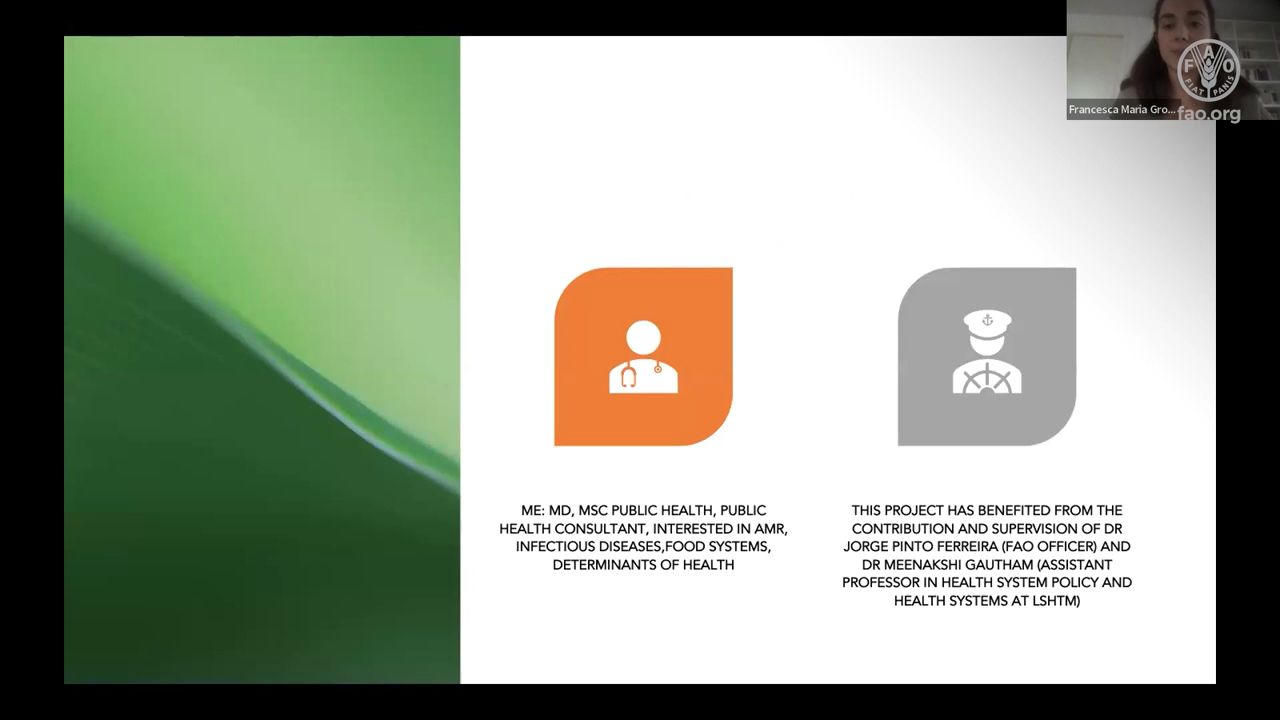 FAO
FIAT PANIS
Francesca Maria Gro...
fao.org
ME: MD, MSC PUBLIC HEALTH, PUBLIC
HEALTH CONSULTANT, INTERESTED IN AMR,
INFECTIOUS DISEASES,FOOD SYSTEMS,
DETERMINANTS OF HEALTH
THIS PROJECT HAS BENEFITED FROM THE
CONTRIBUTION AND SUPERVISION OF DR
JORGE PINTO FERREIRA (FAO OFFICER) AND
DR MEENAKSHI GAUTHAM (ASSISTANT
PROFESSOR IN HEALTH SYSTEM POLICY AND
HEALTH SYSTEMS AT LSHTM)